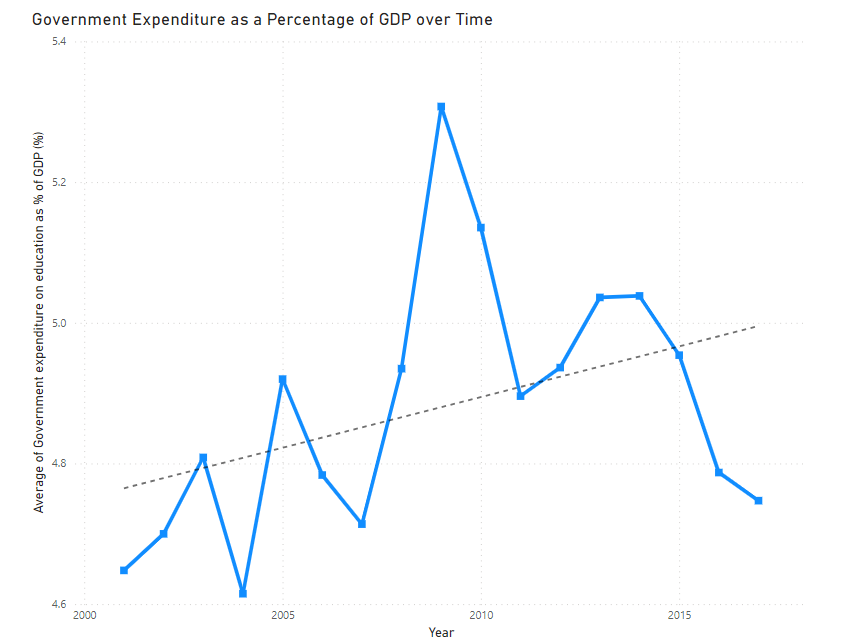 Government Expenditure as a Percentage of GDP over Time
Average of Government expenditure on education as % of GDP (%)
5.4
5.2
5.0
4.8
4.6
2000 2005 2010 2015
Year